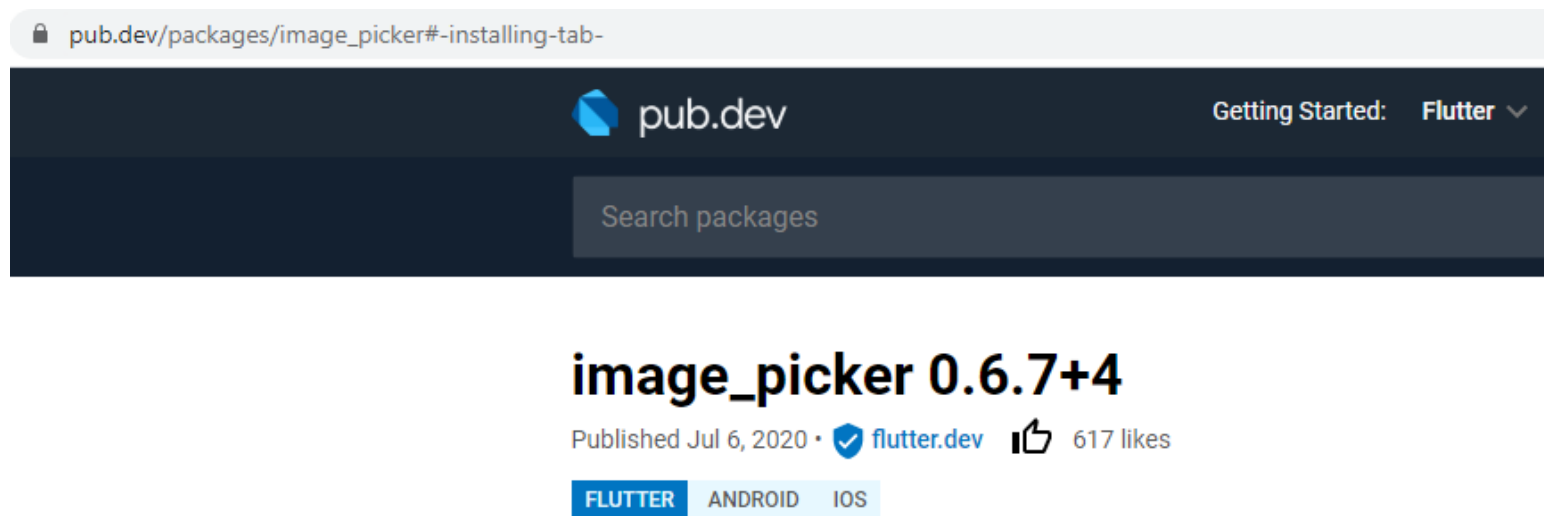 pub.dev/packages/image_picker#-installing-tab-
pub.dev Getting Started: Flutter
Search packages
image_picker 0.6.7+4
Published Jul 6, 2020 • flutter.dev 617 likes
FLUTTER ANDROID IOS